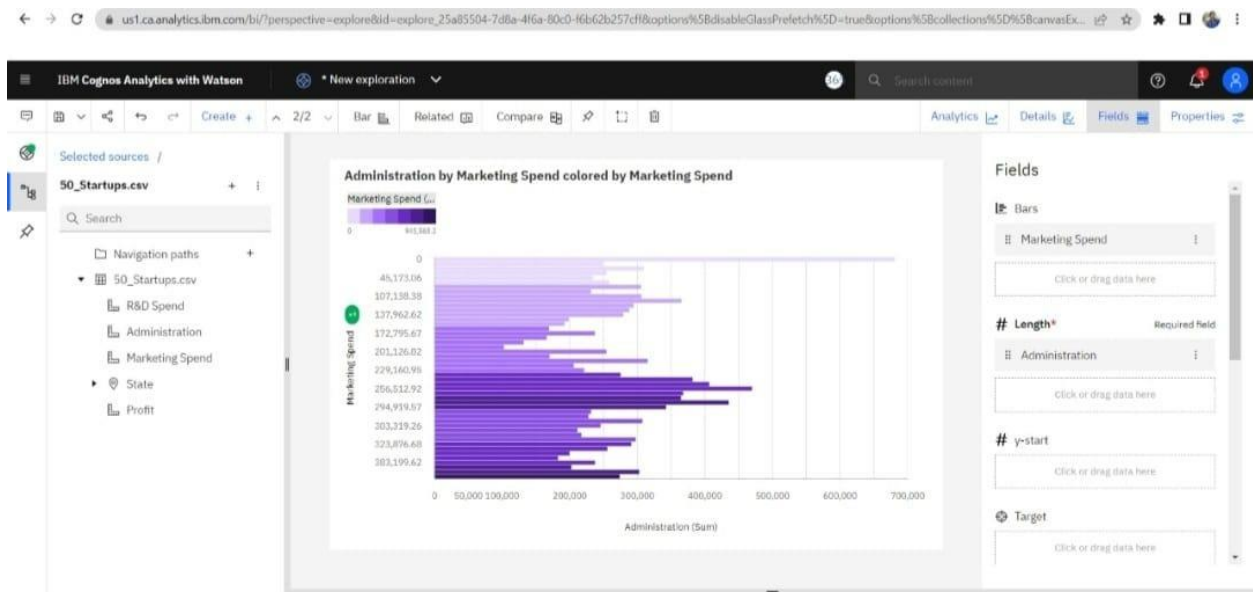 us1.ca.analytics.ibm.com/bi/?perspective=explore&id=explore_25a85504-7d8a-4f6a-80c0-f6b62b257cff&options%5BdisableGlassPrefetch%5D=true&options%5Bcollections%5D%5BcanvasEx...
IBM Cognos Analytics with Watson
* New exploration
36
Search content
1
Create +
2/2
Bar
Related
Compare
Analytics
Details
Fields
Properties
Selected sources /
50_Startups.csv
Search
Navigation paths
50_Startups.csv
R&D Spend
Administration
Marketing Spend
State
Profit
Administration by Marketing Spend colored by Marketing Spend
Marketing Spend (...
0
0
45,173.06
107,138.38
137,962.62
172,795.67
201,126.82
229,160.95
256,512.92
294,919.57
303,319.26
323,876.68
383,199.62
Marketing Spend
0 50,000 100,000 200,000 300,000 400,000 500,000 600,000 700,000
Administration (Sum)
Fields
Bars
Marketing Spend
Click or drag data here
# Length* Required field
Administration
Click or drag data here
# y-start
Click or drag data here
Target
Click or drag data here